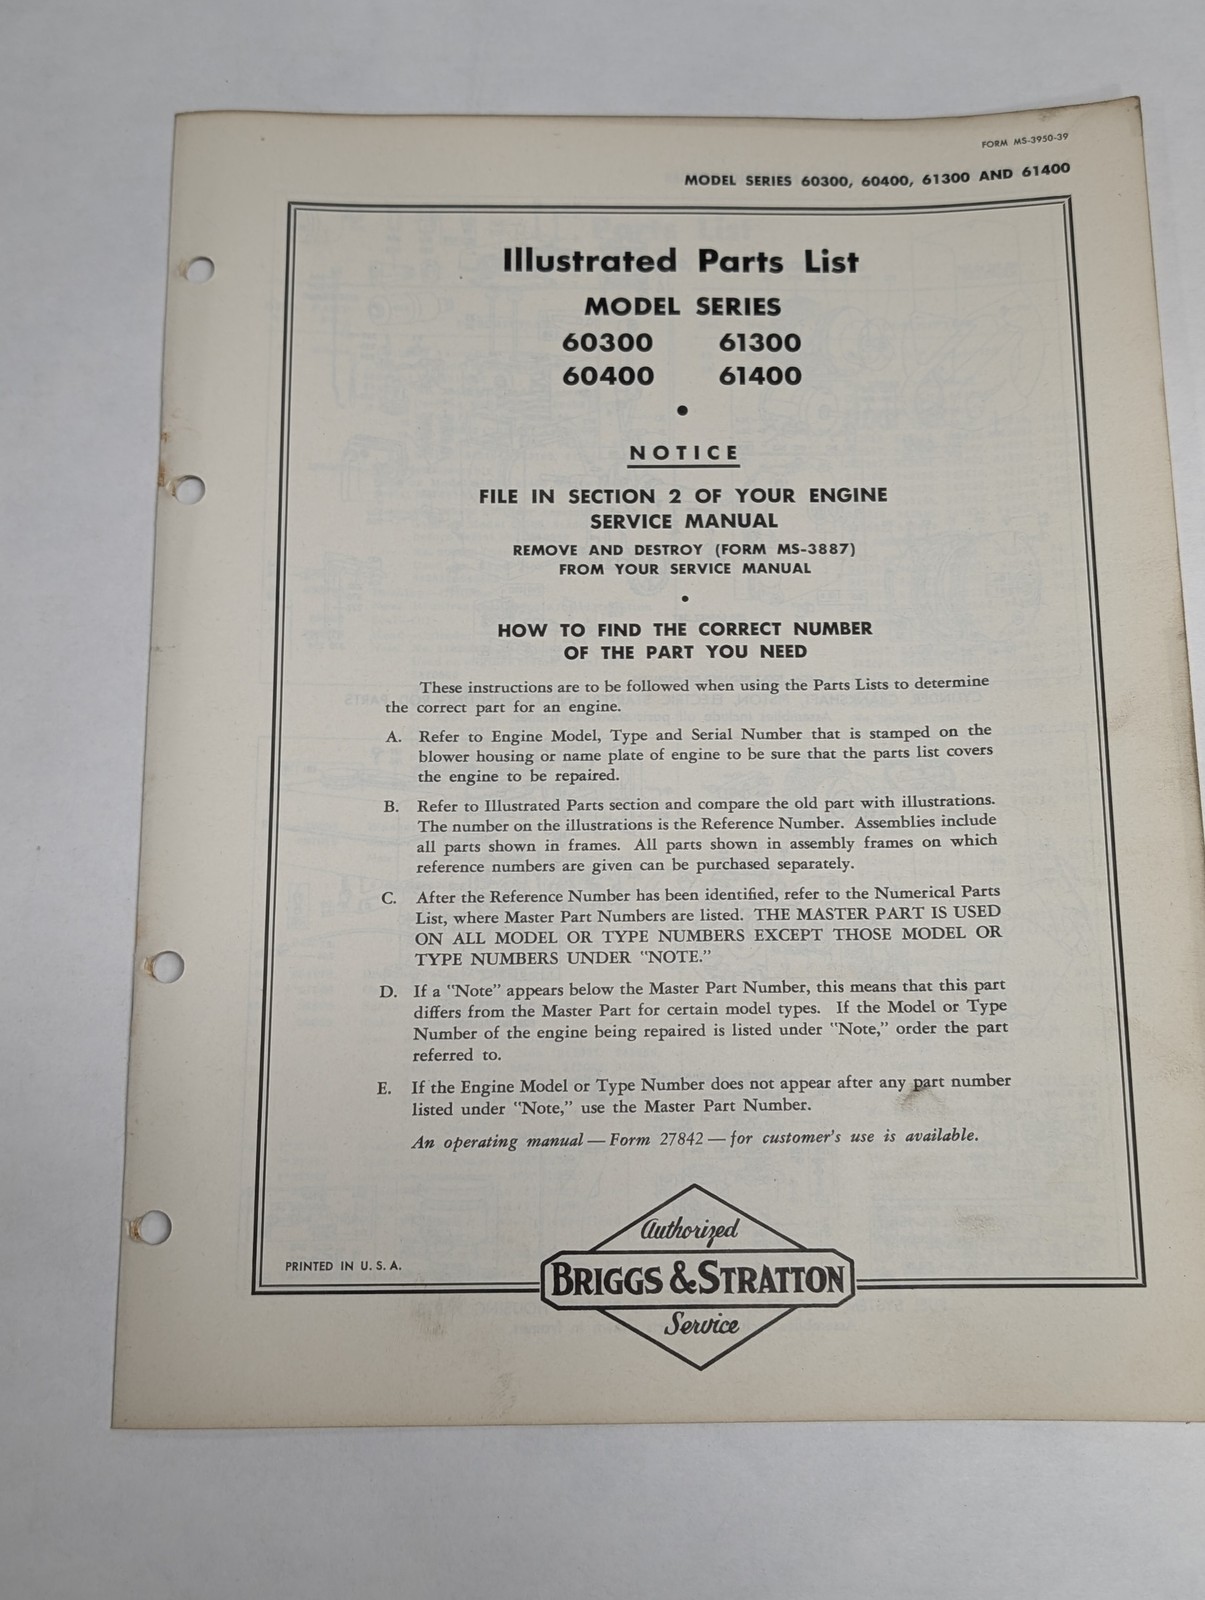 FORM MS-3950-39
MODEL SERIES 60300, 60400, 61300 AND 61400
Illustrated Parts List
MODEL SERIES
60300 61300
60400 61400
•
NOTICE
FILE IN SECTION 2 OF YOUR ENGINE
SERVICE MANUAL
REMOVE AND DESTROY (FORM MS-3887)
FROM YOUR SERVICE MANUAL
•
HOW TO FIND THE CORRECT NUMBER
OF THE PART YOU NEED
These instructions are to be followed when using the Parts Lists to determine
the correct part for an engine.
A. Refer to Engine Model, Type and Serial Number that is stamped on the
blower housing or name plate of engine to be sure that the parts list covers
the engine to be repaired.
B. Refer to Illustrated Parts section and compare the old part with illustrations.
The number on the illustrations is the Reference Number. Assemblies include
all parts shown in frames. All parts shown in assembly frames on which
reference numbers are given can be purchased separately.
C. After the Reference Number has been identified, refer to the Numerical Parts
List, where Master Part Numbers are listed. THE MASTER PART IS USED
ON ALL MODEL OR TYPE NUMBERS EXCEPT THOSE MODEL OR
TYPE NUMBERS UNDER "NOTE."
D. If a "Note" appears below the Master Part Number, this means that this part
differs from the Master Part for certain model types. If the Model or Type
Number of the engine being repaired is listed under "Note," order the part
referred to.
E. If the Engine Model or Type Number does not appear after any part number
listed under "Note," use the Master Part Number.
An operating manual — Form 27842 — for customer's use is available.
Authorized
PRINTED IN U. S. A.
BRIGGS & STRATTON
Service